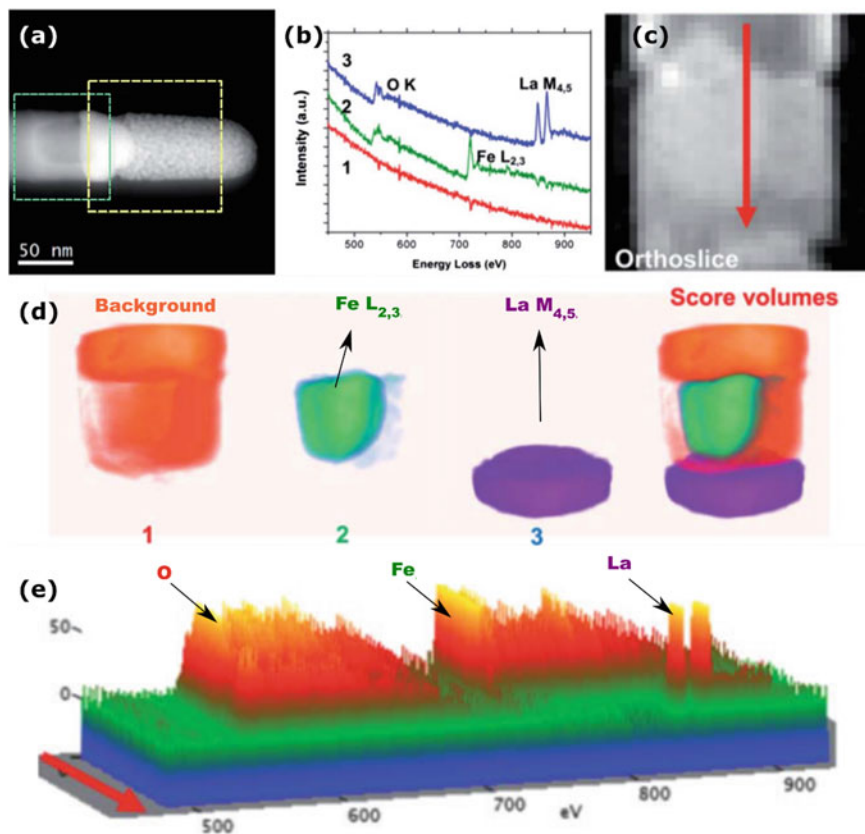 (a)
50 nm
(b)
3
2
1
O K
Fe L2,3
La M4,5
Intensity (a.u.)
500 600 700 800 900
Energy Loss (eV)
(c)
Orthoslice
(d)
Background
Fe L2,3
La M4,5
Score volumes
1
2
3
(e)
O
Fe
La
50
0
500
600
700
eV
800
900